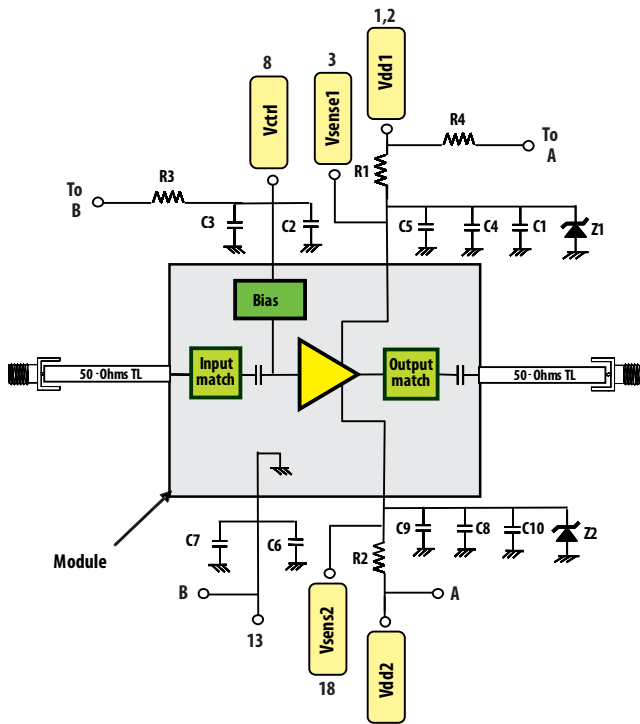 1,2
8
3
Vdd1
Vctrl
Vsense1
R4
To
A
R1
R3
To
B
C3
C2
C5
C4
C1
Z1
Bias
Input
match
Output
match
50-Ohms TL
50-Ohms TL
C9
C8
C10
Z2
C7
C6
R2
Module
B
A
13
Vsens2
18
Vdd2